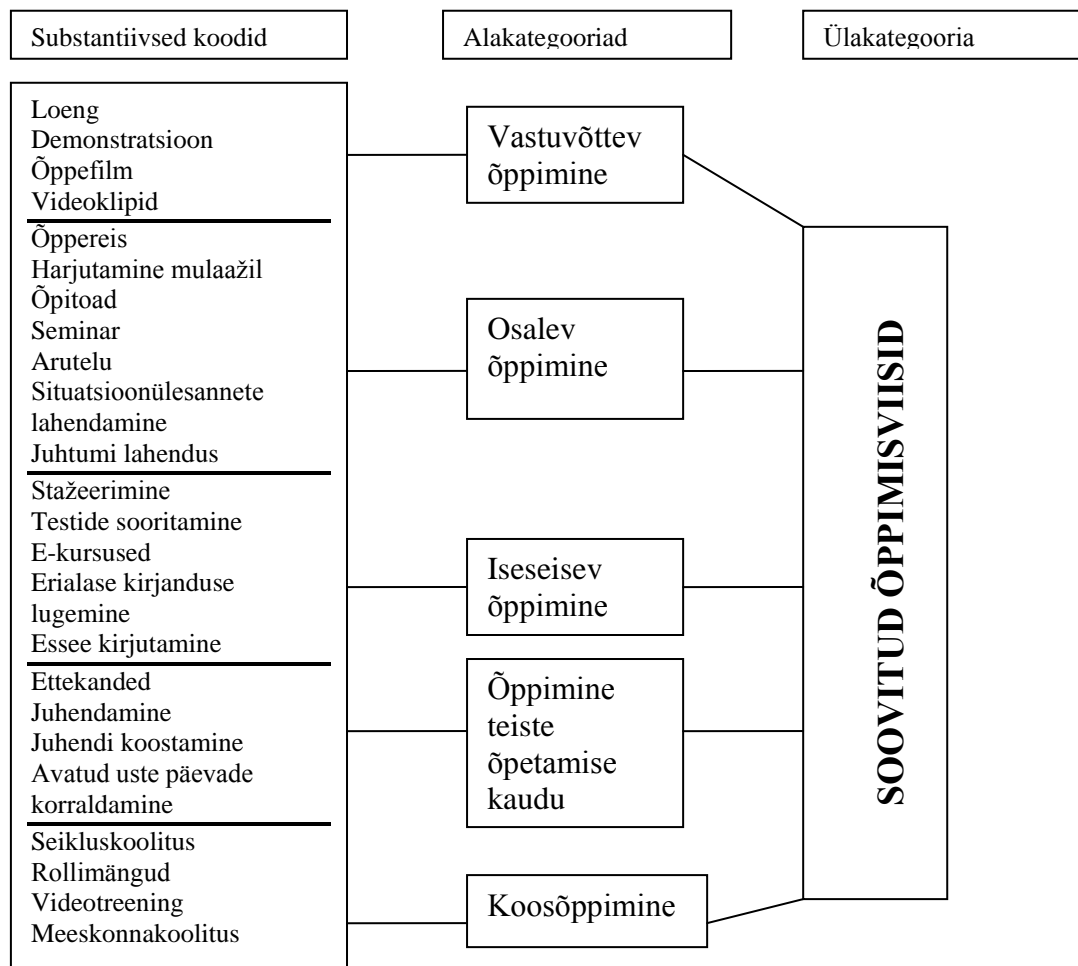 Substantiivsed koodid
Alakategooriad
Ülakategooria
Loeng
Demonstratsioon
Õppefilm
Videoklipid
Vastuvõttev
õppimine
Õppereis
Harjutamine mulaažil
Õpitoad
Seminar
Arutelu
Situatsioonülesannete
lahendamine
Juhtumi lahendus
Osalev
õppimine
Stažeerimine
Testide sooritamine
E-kursused
Erialase kirjanduse
lugemine
Essee kirjutamine
Iseseisev
õppimine
Ettekanded
Juhendamine
Juhendi koostamine
Avatud uste päevade
korraldamine
Õppimine
teiste
õpetamise
kaudu
Seikluskoolitus
Rollimängud
Videotreening
Meeskonnakoolitus
Koosõppimine
SOOVITUD ÕPPIMISVIISID